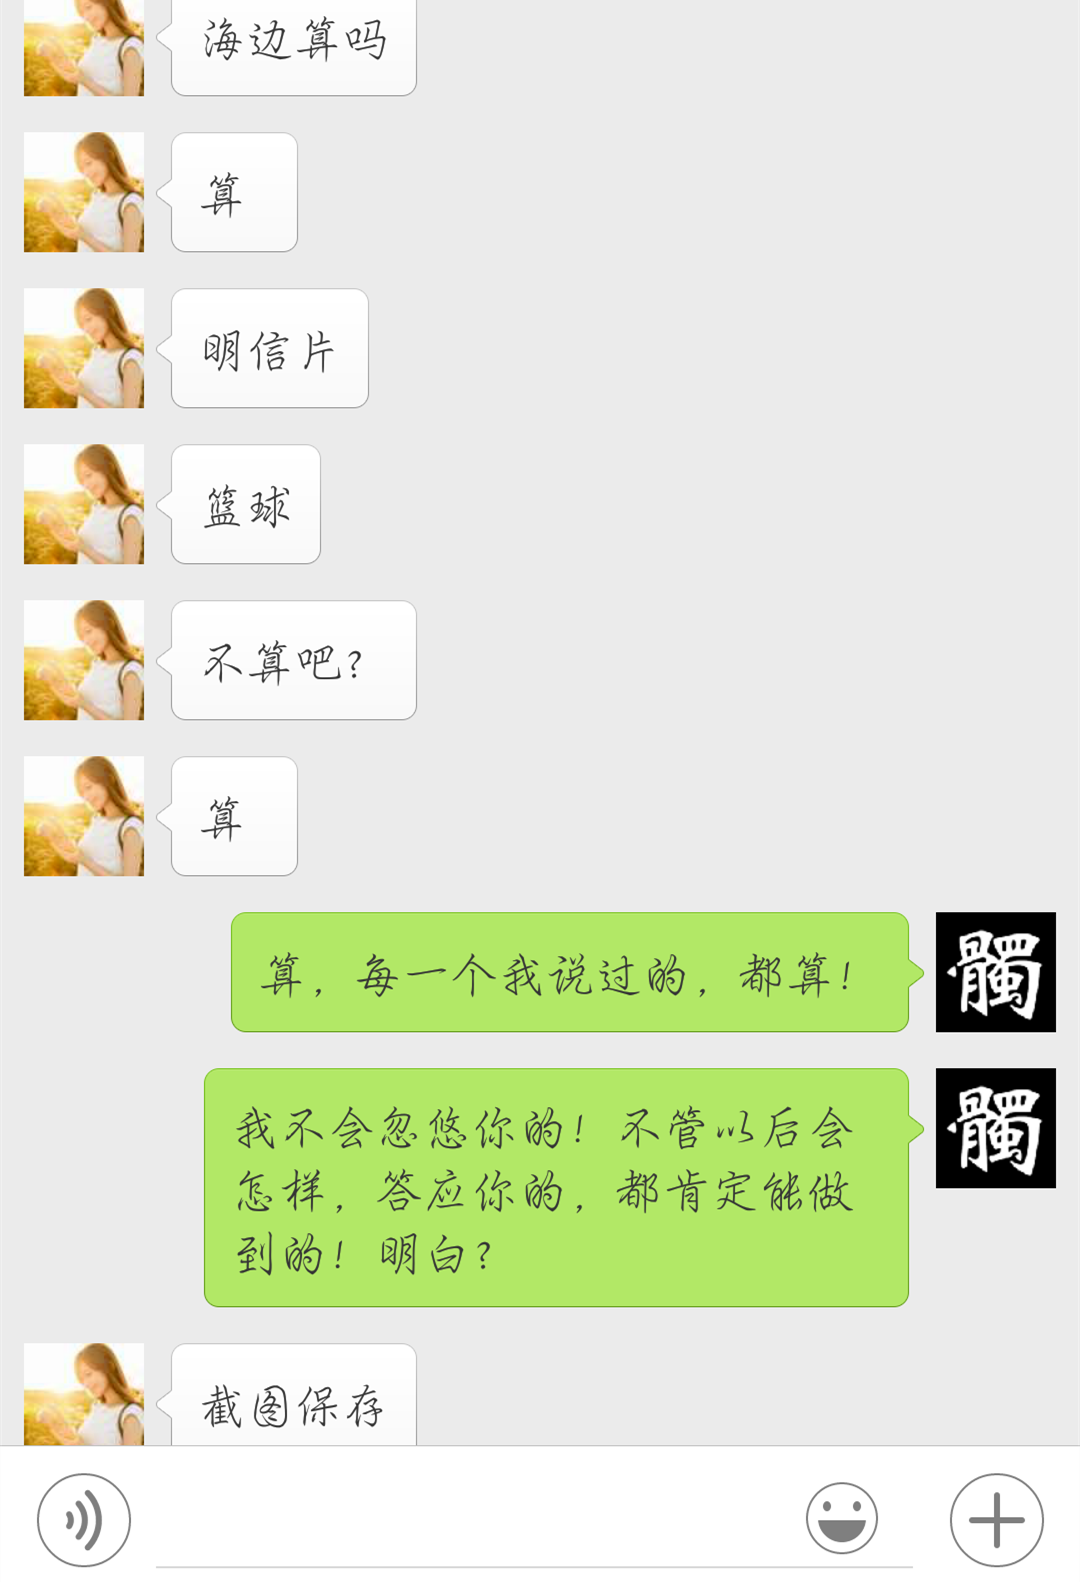 海边算吗
算
明信片
篮球
不算吧？
算
算，每一个我说过的，都算！
髑
我不会忽悠你的！不管以后会
怎样，答应你的，都肯定能做
到的！明白？
髑
截图保存